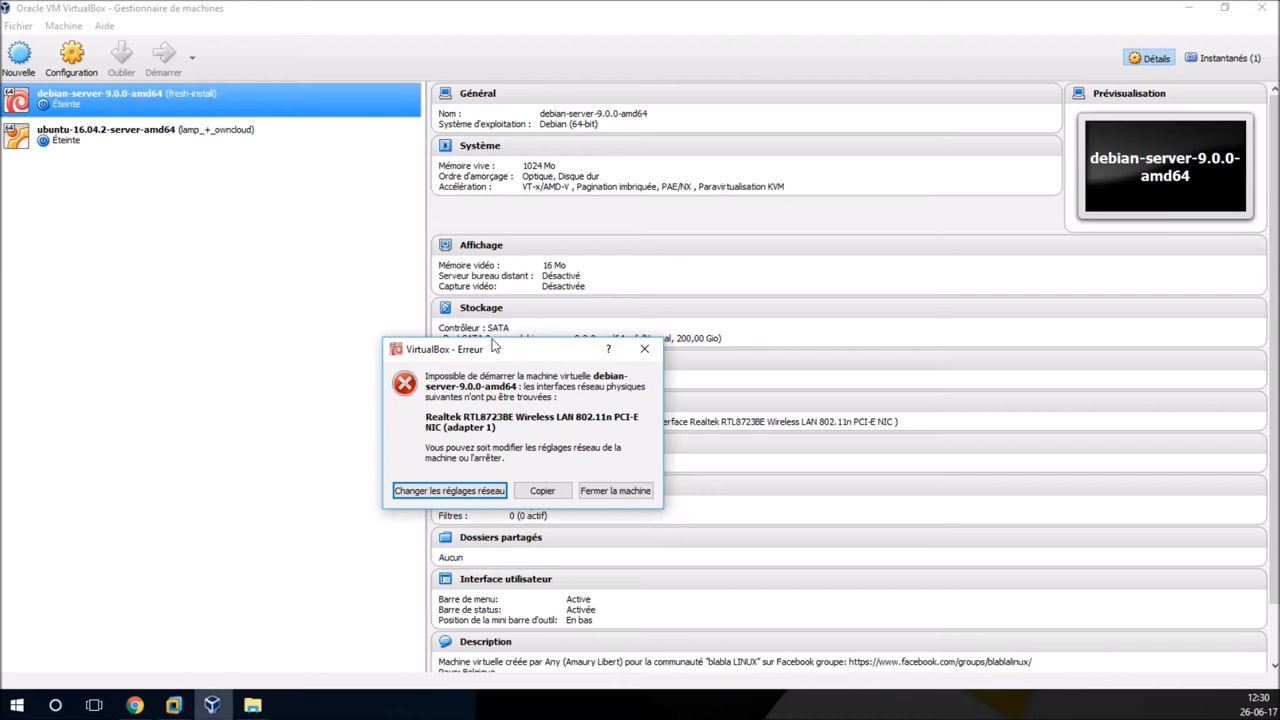 Oracle VM VirtualBox - Gestionnaire de machines
Fichier Machine Aide
Nouvelle Configuration Oublier Démarrer
Détails Instantanés (1)
64 debian-server-9.0.0-amd64 (fresh-install)
Éteinte
64 ubuntu-16.04.2-server-amd64 (lamp_+_owncloud)
Éteinte
Général
Nom : debian-server-9.0.0-amd64
Système d'exploitation : Debian (64-bit)
Système
Mémoire vive : 1024 Mo
Ordre d'amorçage : Optique, Disque dur
Accélération : VT-x/AMD-V , Pagination imbriquée, PAE/NX , Paravirtualisation KVM
Prévisualisation
debian-server-9.0.0-
amd64
Affichage
Mémoire vidéo : 16 Mo
Serveur bureau distant : Désactivé
Capture vidéo: Désactivée
Stockage
Contrôleur : SATA
200,00 Gio)
VirtualBox - Erreur
?
Impossible de démarrer la machine virtuelle debian-
server-9.0.0-amd64 : les interfaces réseau physiques
suivantes n'ont pu être trouvées :
Realtek RTL8723BE Wireless LAN 802.11n PCI-E
NIC (adapter 1)
Vous pouvez soit modifier les réglages réseau de la
machine ou l'arrêter.
Changer les réglages réseau Copier Fermer la machine
Realtek RTL8723BE Wireless LAN 802.11n PCI-E NIC )
Filtres : 0 (0 actif)
Dossiers partagés
Aucun
Interface utilisateur
Barre de menu: Active
Barre de status: Activée
Position de la mini barre d'outil: En bas
Description
Machine virtuelle créée par Any (Amaury Libert) pour la communauté "blabla LINUX" sur Facebook groupe: https://www.facebook.com/groups/blablalinux/
12:30
26-06-17